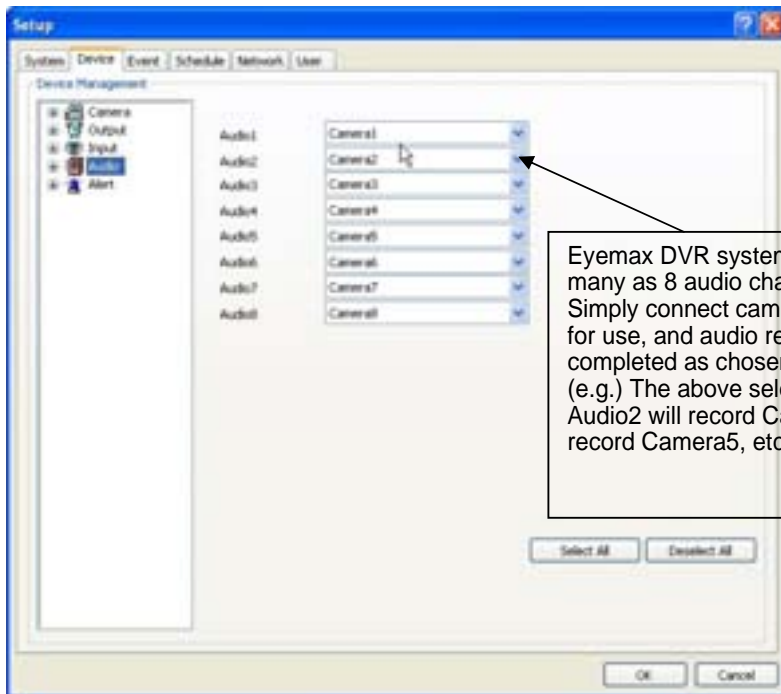 Setup
System Device Event Schedule Network User
Device Management
Camera
Output
Input
Audio
Alert
Audio1 Camera1
Audio2 Camera2
Audio3 Camera3
Audio4 Camera4
Audio5 Camera5
Audio6 Camera6
Audio7 Camera7
Audio8 Camera8
Eyemax DVR system
many as 8 audio cha
Simply connect cam
for use, and audio re
completed as chosen
(e.g.) The above sele
Audio2 will record Ca
record Camera5, etc
Select All Deselect All
OK Cancel